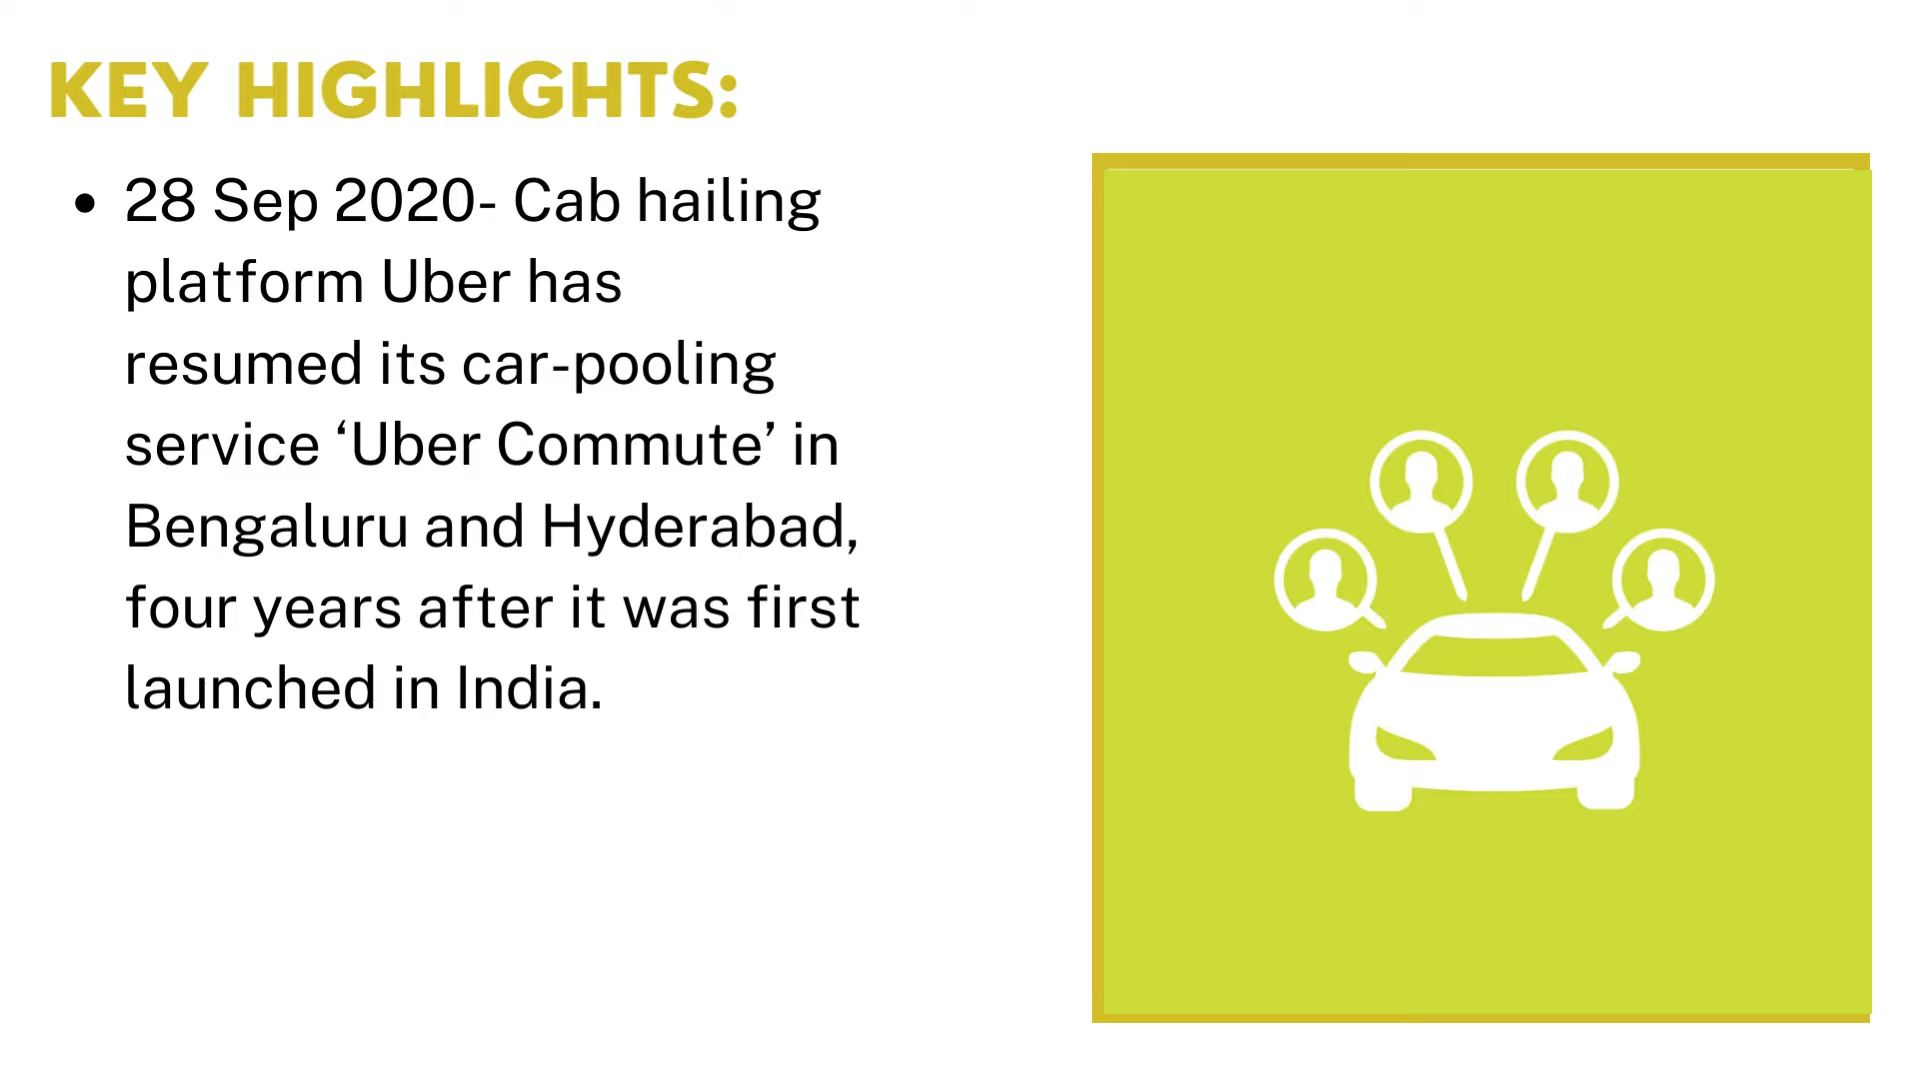 KEY HIGHLIGHTS:
• 28 Sep 2020- Cab hailing
platform Uber has
resumed its car-pooling
service ‘Uber Commute’ in
Bengaluru and Hyderabad,
four years after it was first
launched in India.